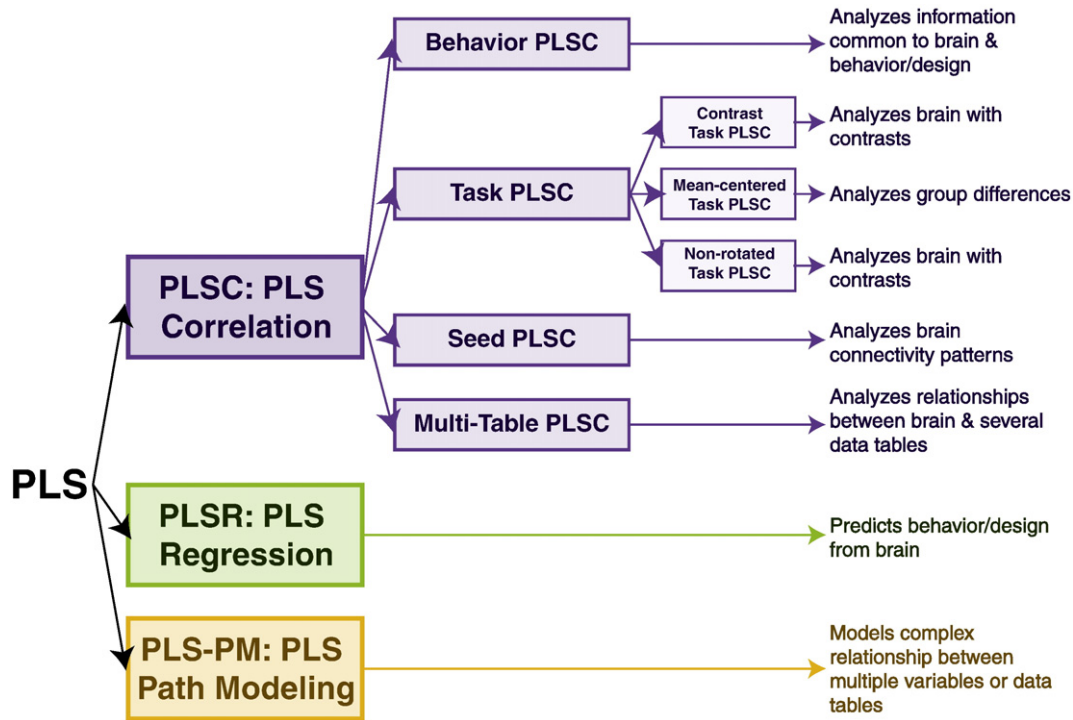 Behavior PLSC
Analyzes information
common to brain &
behavior/design
Contrast
Task PLSC
Analyzes brain with
contrasts
Task PLSC
Mean-centered
Task PLSC
Analyzes group differences
Non-rotated
Task PLSC
Analyzes brain with
contrasts
PLSC: PLS
Correlation
Seed PLSC
Analyzes brain
connectivity patterns
Multi-Table PLSC
Analyzes relationships
between brain & several
data tables
PLS
PLSR: PLS
Regression
Predicts behavior/design
from brain
PLS-PM: PLS
Path Modeling
Models complex
relationship between
multiple variables or data
tables